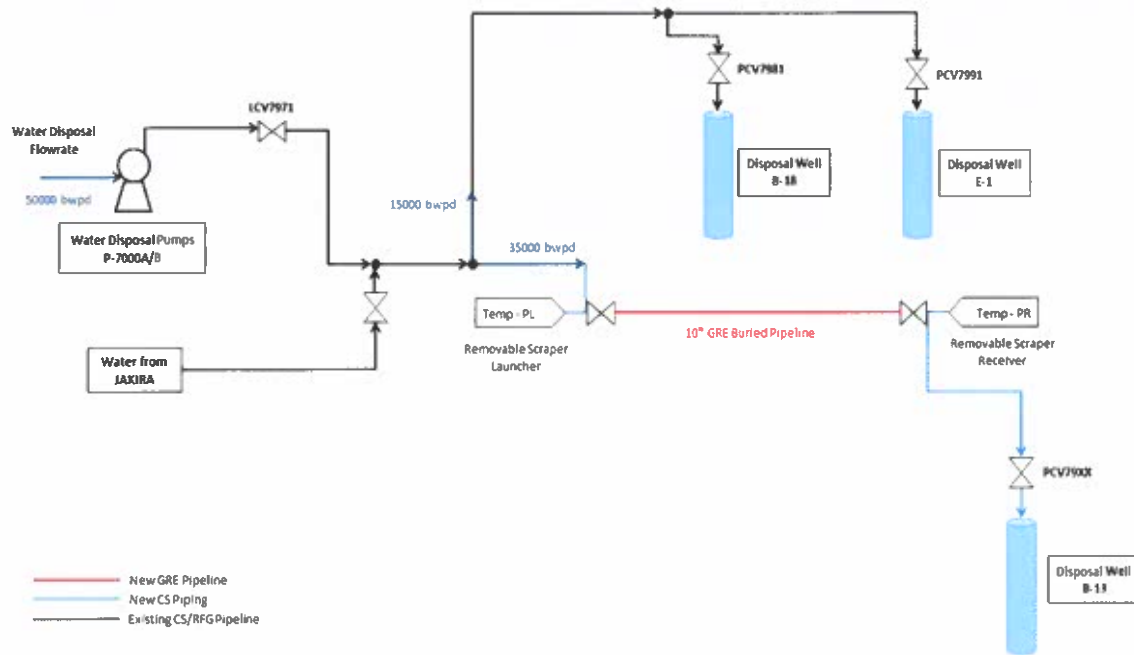 LCV7971
PCV7981
PCV7991
Water Disposal
Flowrate
50000 bwpd
Water Disposal Pumps
P-7000A/B
Disposal Well
B-18
Disposal Well
E-1
15000 bwpd
35000 bwpd
Temp - PL
Removable Scraper
Launcher
10" GRE Buried Pipeline
Temp - PR
Removable Scraper
Receiver
Water from
JAXIRA
PCV79XX
Disposal Well
B-13
New GRE Pipeline
New CS Piping
Existing CS/RFG Pipeline